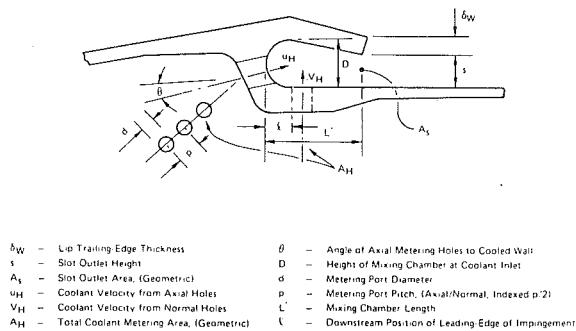 δW
uH
D
VH
s
θ
d
p
ℓ
L'
As
AH
δW – Lip Trailing-Edge Thickness
s – Slot Outlet Height
As – Slot Outlet Area, (Geometric)
uH – Coolant Velocity from Axial Holes
VH – Coolant Velocity from Normal Holes
AH – Total Coolant Metering Area, (Geometric)
θ – Angle of Axial Metering Holes to Cooled Wall
D – Height of Mixing Chamber at Coolant Inlet
d – Metering Port Diameter
p – Metering Port Pitch, (Axial/Normal, Indexed p/2)
L' – Mixing Chamber Length
ℓ – Downstream Position of Leading-Edge of Impingement